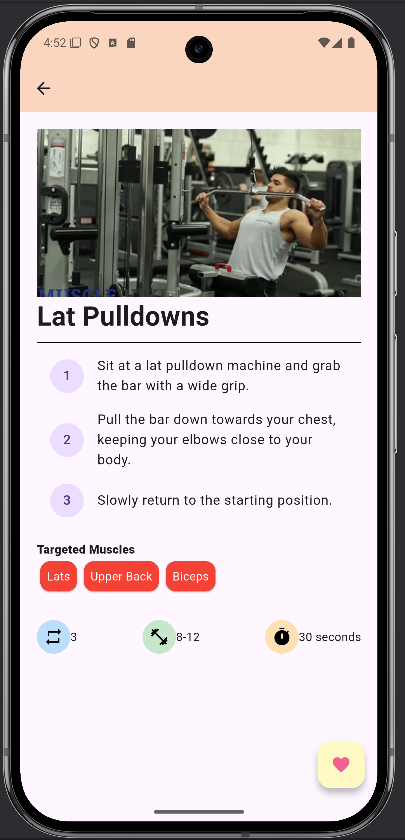 4:52
MUSCLE
Lat Pulldowns
1
Sit at a lat pulldown machine and grab
the bar with a wide grip.
2
Pull the bar down towards your chest,
keeping your elbows close to your
body.
3
Slowly return to the starting position.
Targeted Muscles
Lats Upper Back Biceps
3 8-12 30 seconds